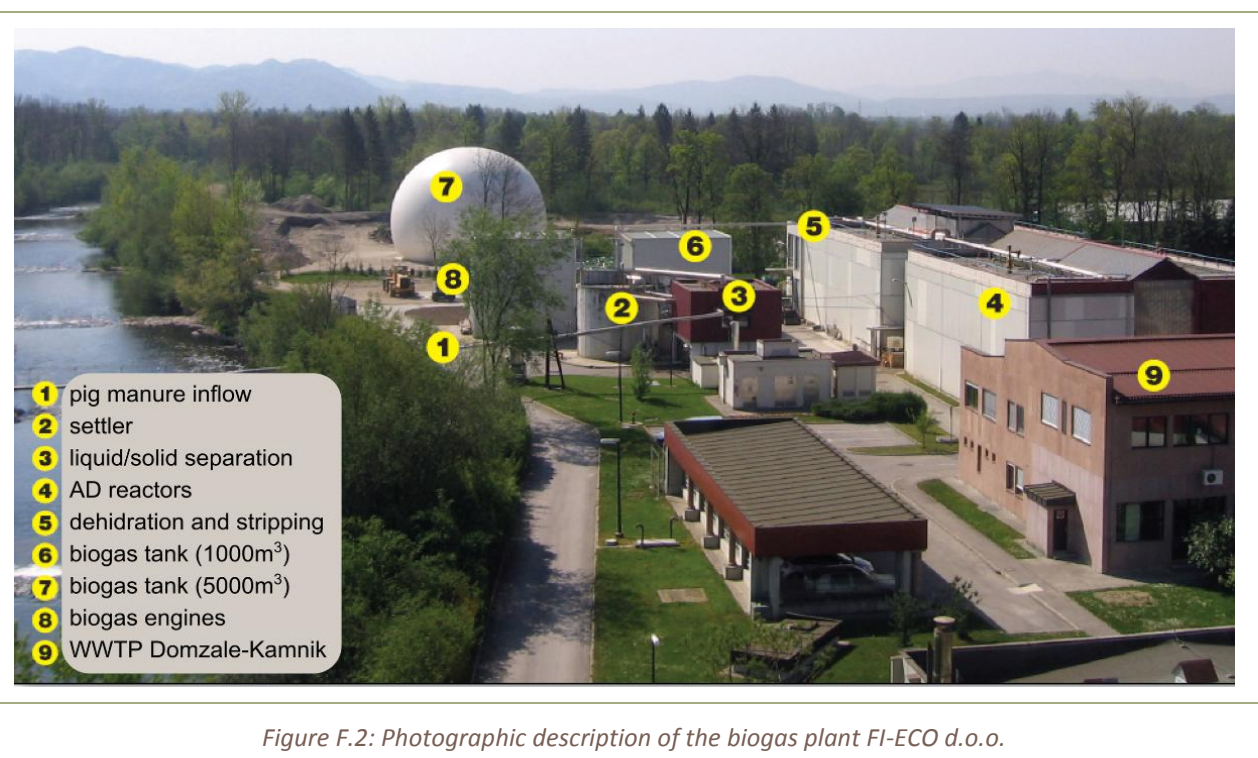 7
5
6
8
2
3
4
1
9
1 pig manure inflow
2 settler
3 liquid/solid separation
4 AD reactors
5 dehidration and stripping
6 biogas tank (1000m³)
7 biogas tank (5000m³)
8 biogas engines
9 WWTP Domzale-Kamnik
Figure F.2: Photographic description of the biogas plant FI-ECO d.o.o.